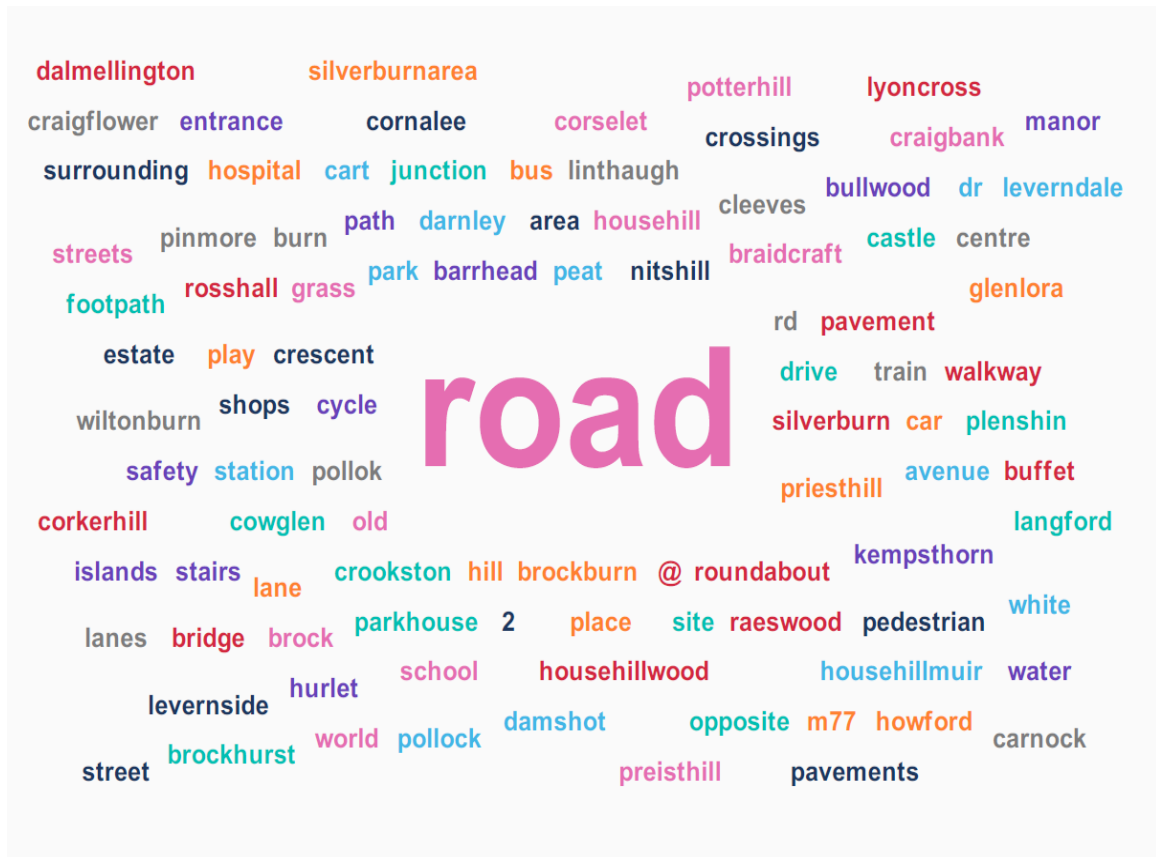 dalmellington silverburnarea
potterhill lyoncross
craigflower entrance cornalee corselet crossings craigbank manor
surrounding hospital cart junction bus linthaugh cleeves bullwood dr leverndale
streets pinmore burn path darnley area househill braidcraft castle centre
footpath rosshall grass park barrhead peat nitshill glenlora
rd pavement
estate play crescent road drive train walkway
wiltonburn shops cycle silverburn car plenshin
safety station pollok priesthill avenue buffet
corkerhill cowglen old langford
islands stairs lane crookston hill brockburn @ roundabout kempsthorn
lanes bridge brock parkhouse 2 place site raeswood pedestrian white
levernside hurlet school householdwood househillmuir water
brockhurst world pollock damshot opposite m77 howford carnock
street preisthill pavements